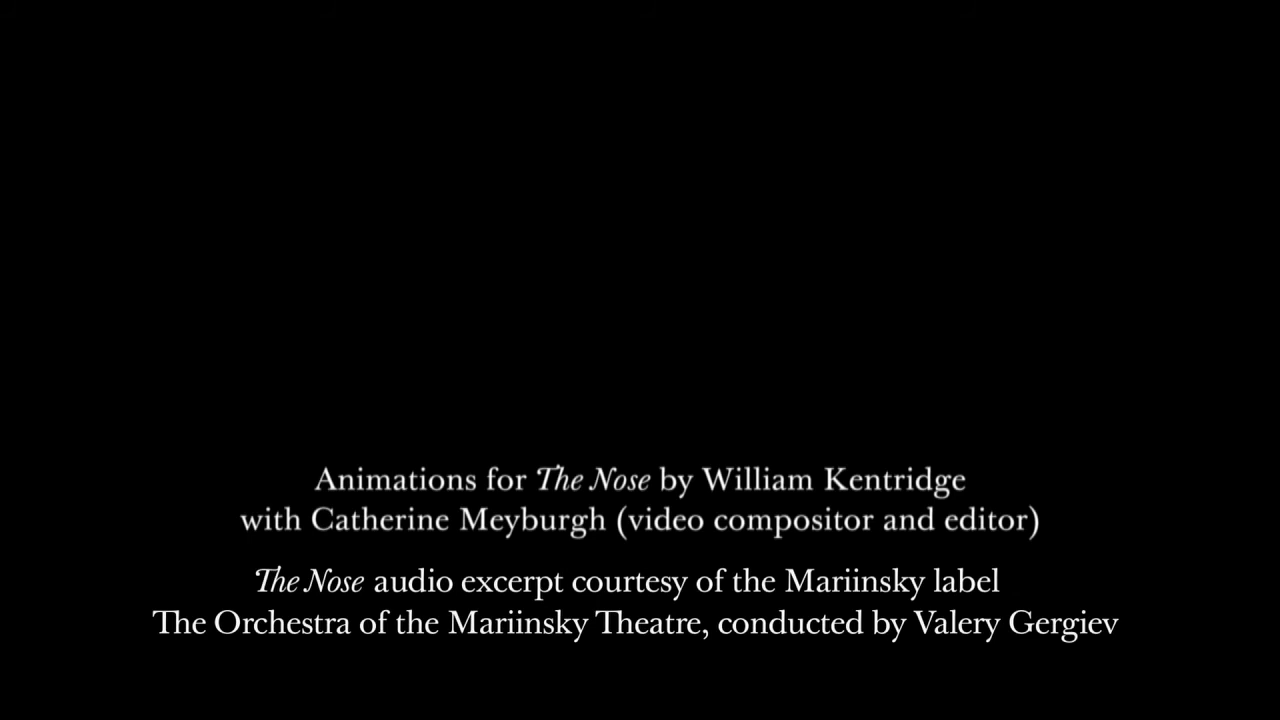 Animations for The Nose by William Kentridge
with Catherine Meyburgh (video compositor and editor)
The Nose audio excerpt courtesy of the Mariinsky label
The Orchestra of the Mariinsky Theatre, conducted by Valery Gergiev